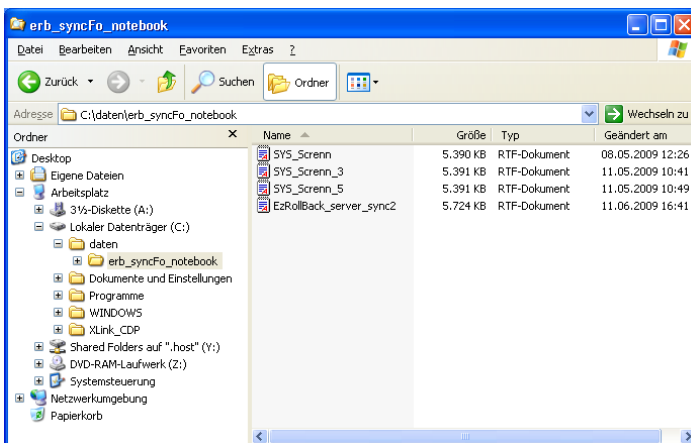 erb_syncFo_notebook
Datei Bearbeiten Ansicht Favoriten Extras ?
Zurück Suchen Ordner
Adresse C:\daten\erb_syncFo_notebook Wechseln zu
Ordner x Name Größe Typ Geändert am
Desktop
Eigene Dateien
Arbeitsplatz
3½-Diskette (A:)
Lokaler Datenträger (C:)
daten
erb_syncFo_notebook
Dokumente und Einstellungen
Programme
WINDOWS
XLink_CDP
Shared Folders auf ".host" (Y:)
DVD-RAM-Laufwerk (Z:)
Systemsteuerung
Netzwerkumgebung
Papierkorb
SYS_Screnn 5.390 KB RTF-Dokument 08.05.2009 12:26
SYS_Screnn_3 5.391 KB RTF-Dokument 11.05.2009 10:41
SYS_Screnn_5 5.391 KB RTF-Dokument 11.05.2009 10:49
EzRollBack_server_sync2 5.724 KB RTF-Dokument 11.06.2009 16:41